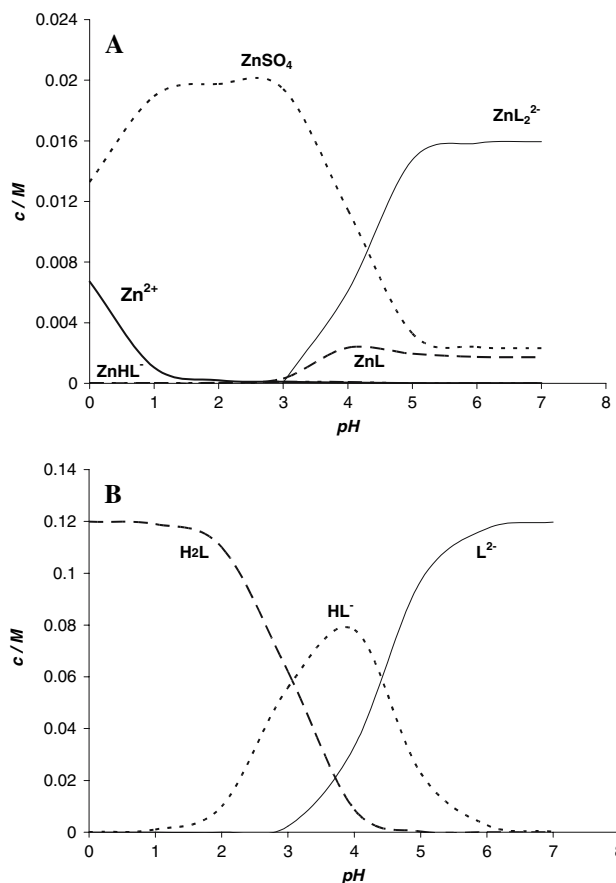 A
0.024
0.02
0.016
0.012
0.008
0.004
0
c / M
ZnSO₄
ZnL₂²⁻
Zn²⁺
ZnHL⁻
ZnL
0 1 2 3 4 5 6 7 8
pH
B
0.14
0.12
0.1
0.08
0.06
0.04
0.02
0
c / M
H2L
HL⁻
L²⁻
0 1 2 3 4 5 6 7 8
pH